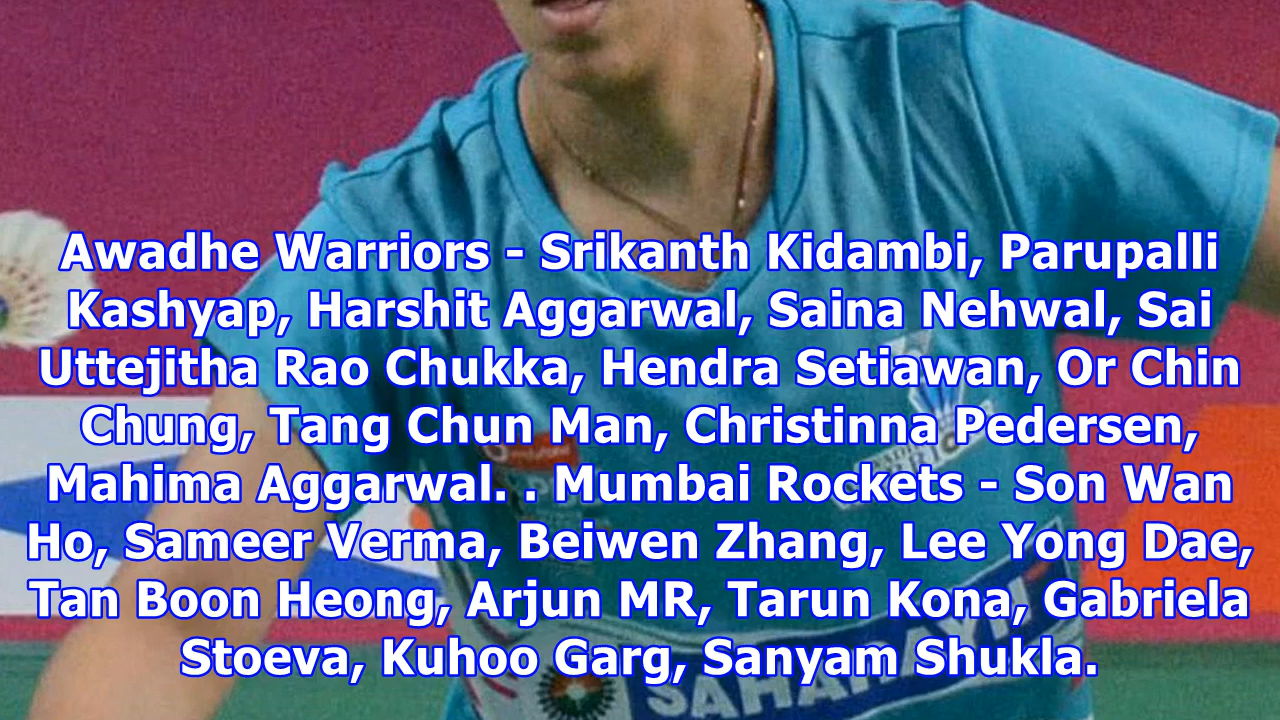 Awadhe Warriors - Srikanth Kidambi, Parupalli
Kashyap, Harshit Aggarwal, Saina Nehwal, Sai
Uttejitha Rao Chukka, Hendra Setiawan, Or Chin
Chung, Tang Chun Man, Christinna Pedersen,
Mahima Aggarwal. . Mumbai Rockets - Son Wan
Ho, Sameer Verma, Beiwen Zhang, Lee Yong Dae,
Tan Boon Heong, Arjun MR, Tarun Kona, Gabriela
Stoeva, Kuhoo Garg, Sanyam Shukla.
SAHARA